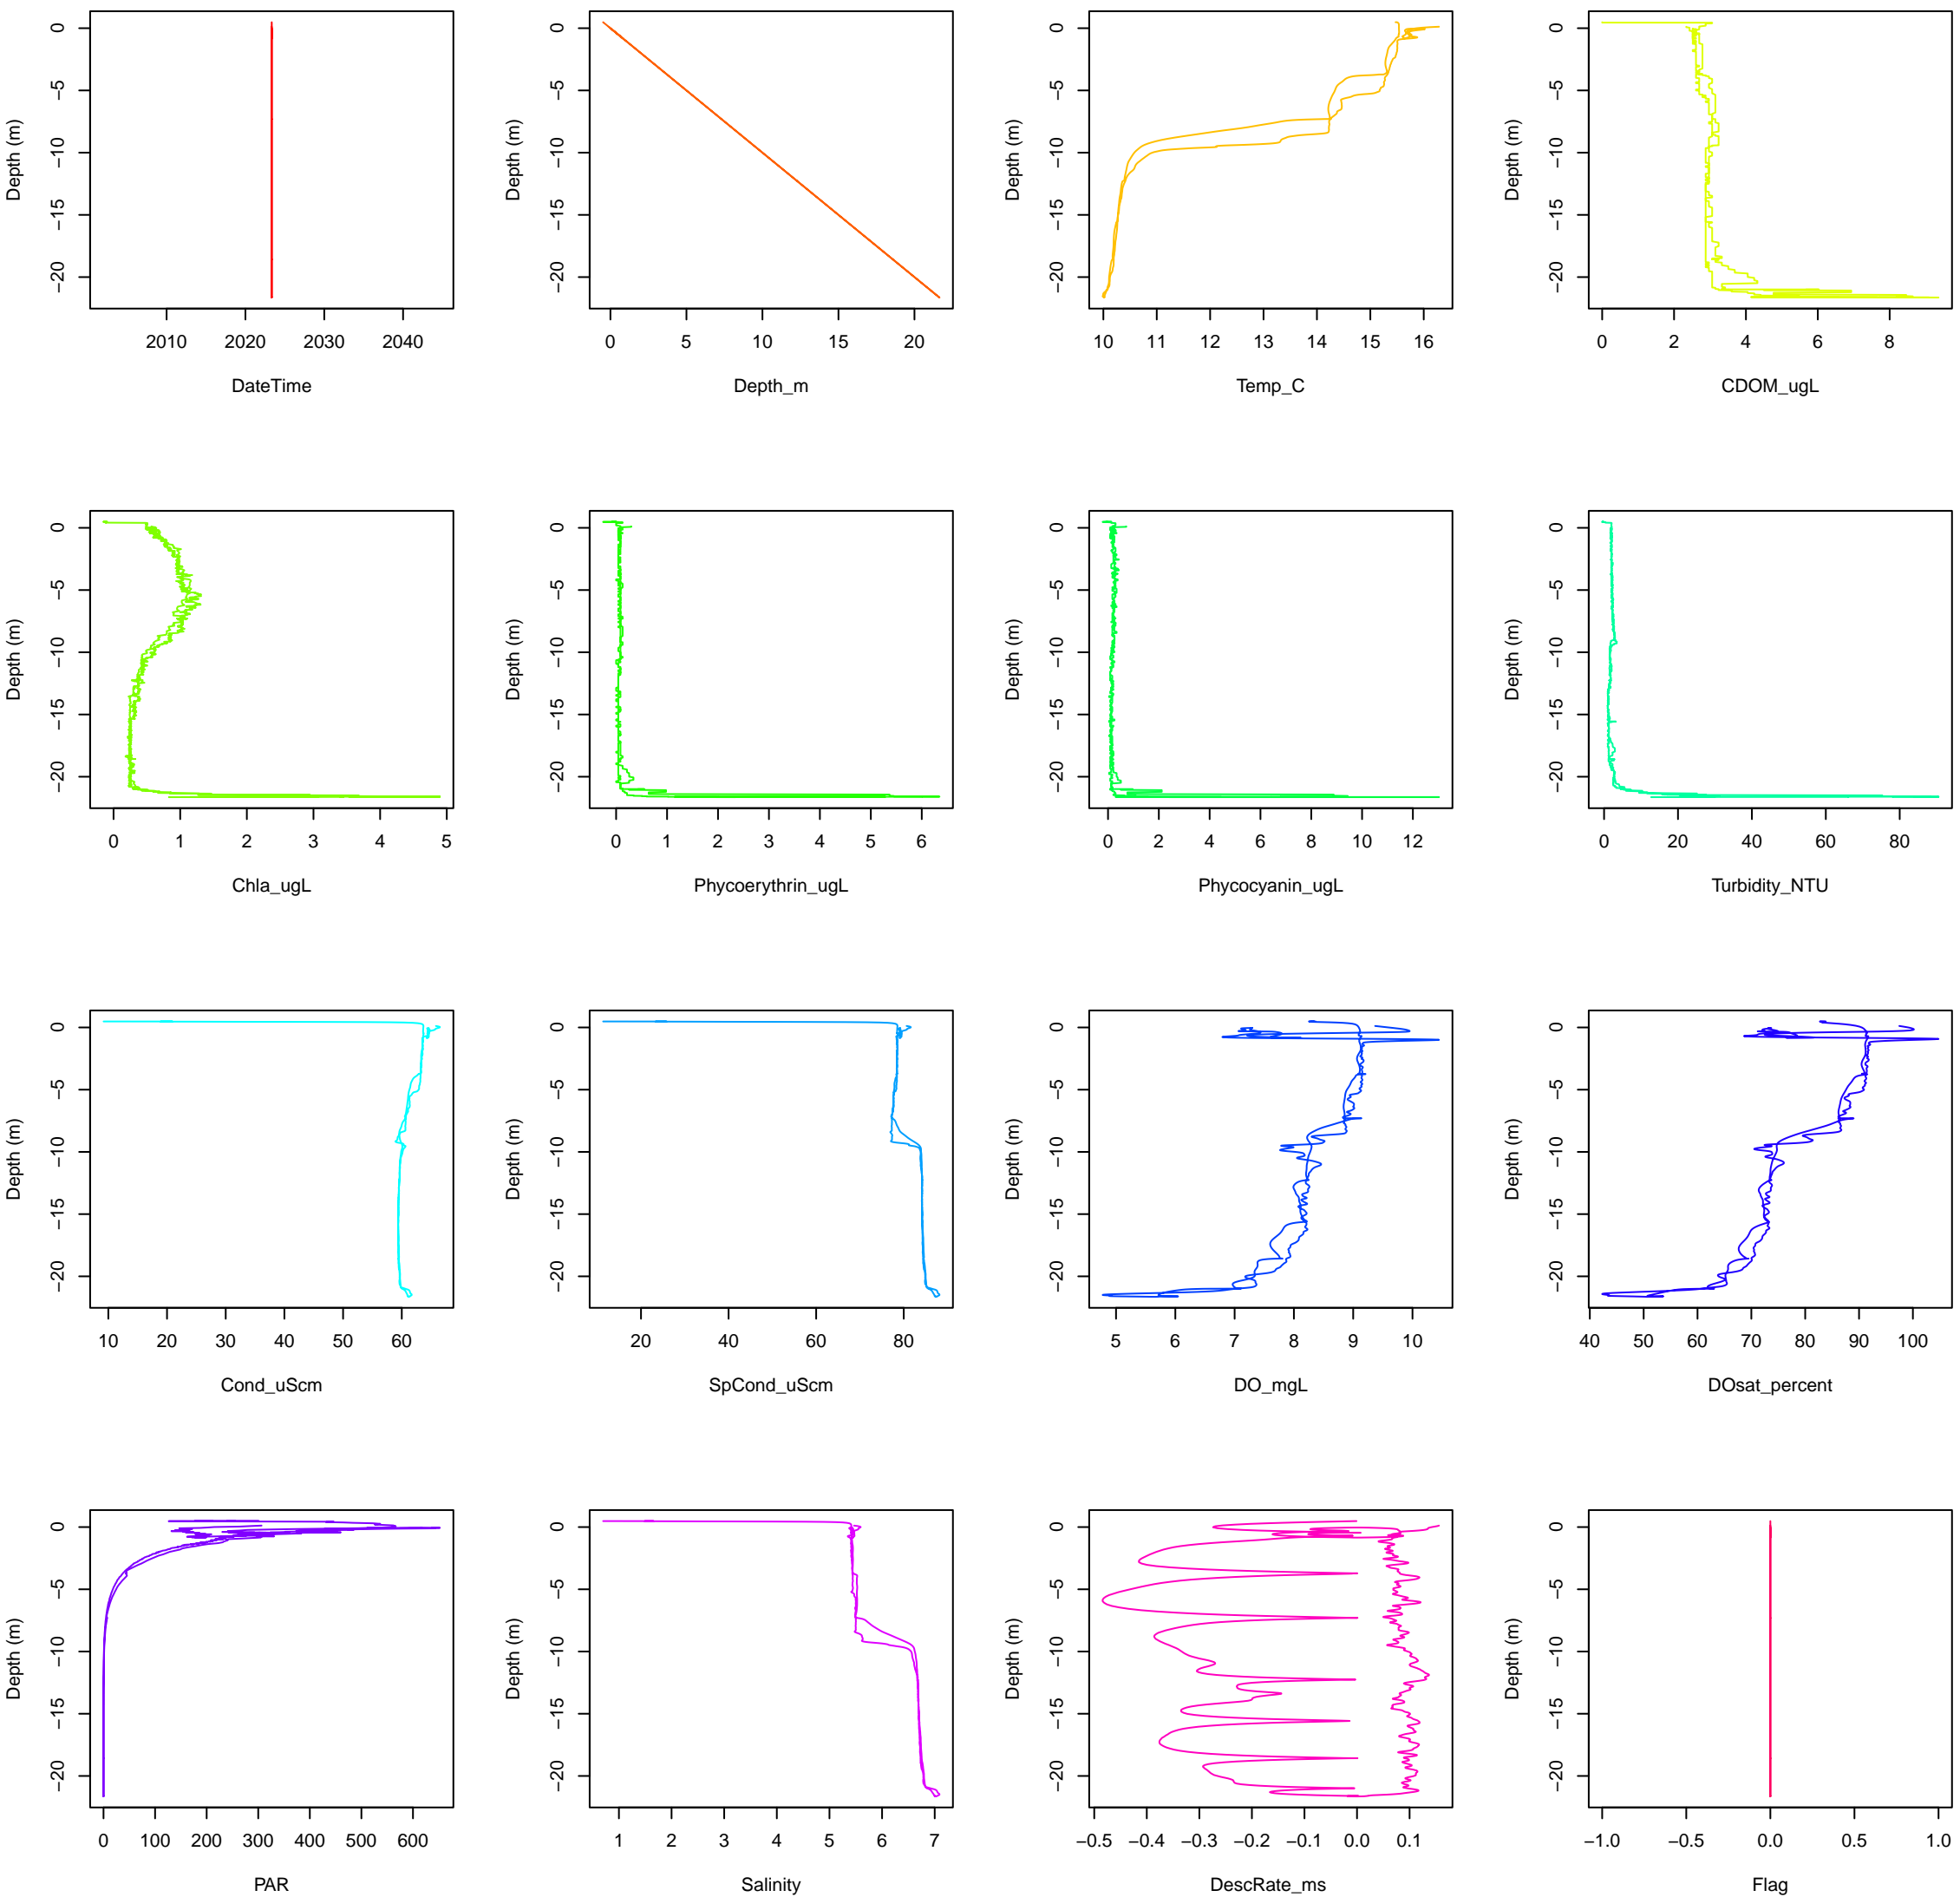 0 0 0 0
−5 −5 −5 −5
−10 −10 −10 −10
−15 −15 −15 −15
−20 −20 −20 −20
Depth (m) Depth (m) Depth (m) Depth (m)
2010 2020 2030 2040 0 5 10 15 20 10 11 12 13 14 15 16 0 2 4 6 8
DateTime Depth_m Temp_C CDOM_ugL
0 0 0 0
−5 −5 −5 −5
−10 −10 −10 −10
−15 −15 −15 −15
−20 −20 −20 −20
Depth (m) Depth (m) Depth (m) Depth (m)
0 1 2 3 4 5 0 1 2 3 4 5 6 0 2 4 6 8 10 12 0 20 40 60 80
Chla_ugL Phycoerythrin_ugL Phycocyanin_ugL Turbidity_NTU
0 0 0 0
−5 −5 −5 −5
−10 −10 −10 −10
−15 −15 −15 −15
−20 −20 −20 −20
Depth (m) Depth (m) Depth (m) Depth (m)
10 20 30 40 50 60 20 40 60 80 5 6 7 8 9 10 40 50 60 70 80 90 100
Cond_uScm SpCond_uScm DO_mgL DOsat_percent
0 0 0 0
−5 −5 −5 −5
−10 −10 −10 −10
−15 −15 −15 −15
−20 −20 −20 −20
Depth (m) Depth (m) Depth (m) Depth (m)
0 100 200 300 400 500 600 1 2 3 4 5 6 7 −0.5 −0.4 −0.3 −0.2 −0.1 0.0 0.1 −1.0 −0.5 0.0 0.5 1.0
PAR Salinity DescRate_ms Flag